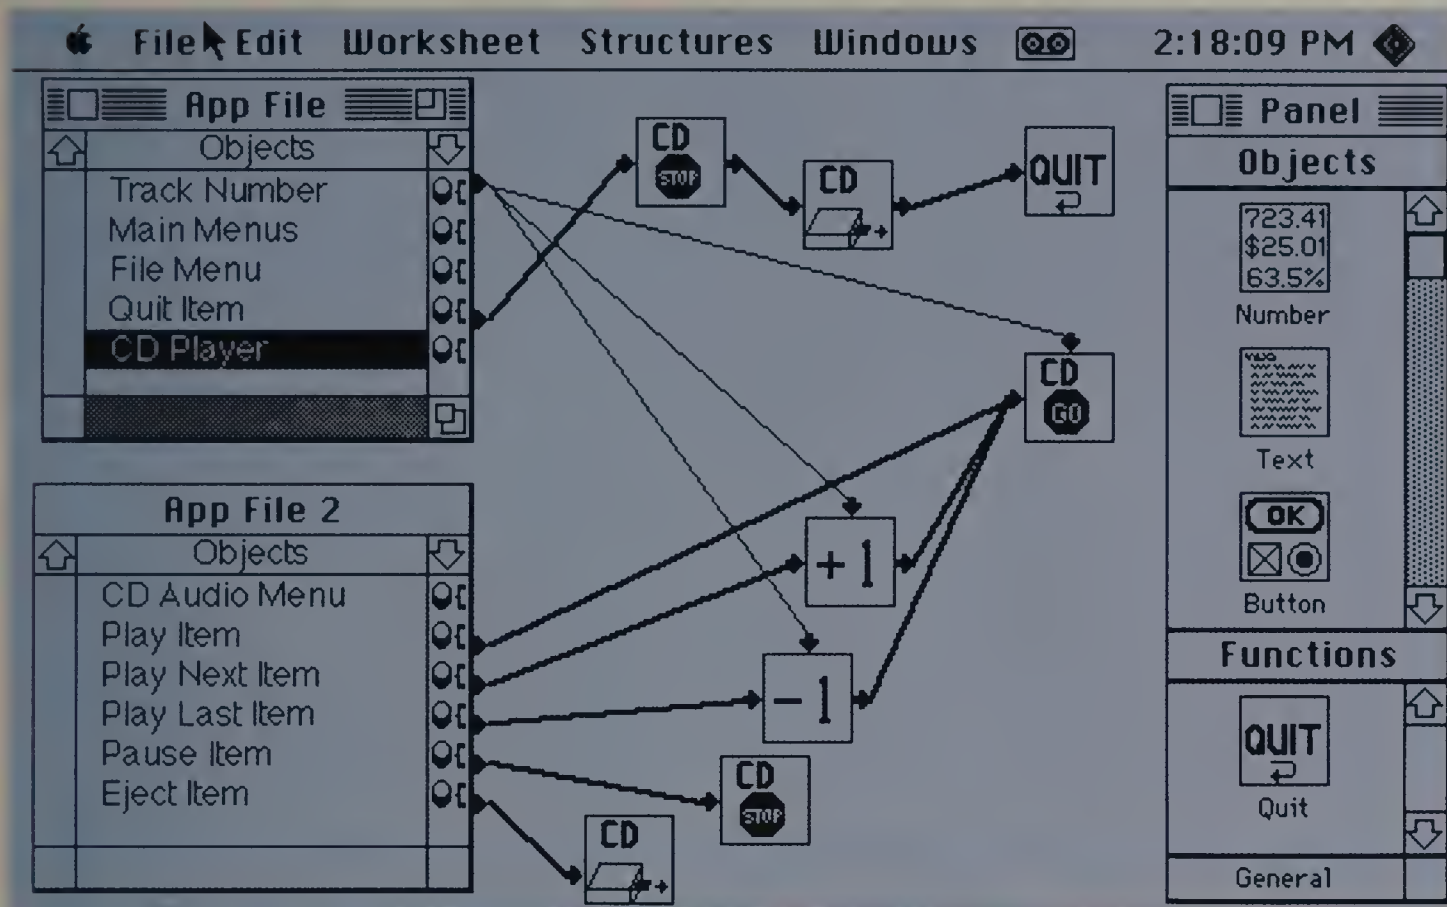 File Edit Worksheet Structures Windows 2:18:09 PM
App File
Objects
Track Number
Main Menus
File Menu
Quit Item
CD Player
App File 2
Objects
CD Audio Menu
Play Item
Play Next Item
Play Last Item
Pause Item
Eject Item
CD
STOP
CD
QUIT
CD
GO
+1
-1
CD
STOP
CD
Panel
Objects
723.41
$25.01
63.5%
Number
Text
OK
Button
Functions
QUIT
Quit
General